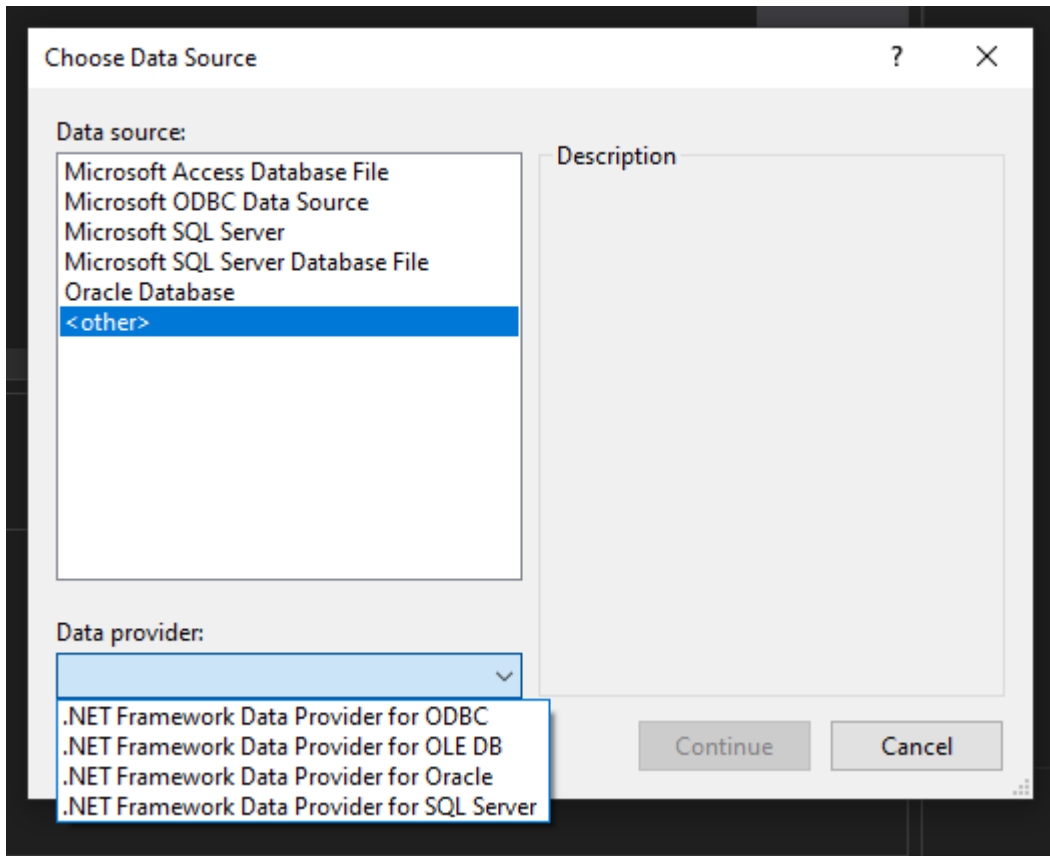 Choose Data Source
?
Data source:
Microsoft Access Database File
Microsoft ODBC Data Source
Microsoft SQL Server
Microsoft SQL Server Database File
Oracle Database
<other>
Description
Data provider:
.NET Framework Data Provider for ODBC
.NET Framework Data Provider for OLE DB
.NET Framework Data Provider for Oracle
.NET Framework Data Provider for SQL Server
Continue
Cancel